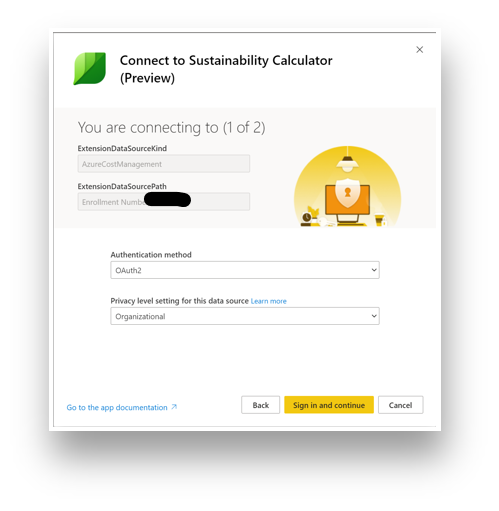 Connect to Sustainability Calculator
(Preview)
You are connecting to (1 of 2)
ExtensionDataSourceKind
AzureCostManagement
ExtensionDataSourcePath
Enrollment
Authentication method
OAuth2
Privacy level setting for this data source Learn more
Organizational
Go to the app documentation
Back
Sign in and continue
Cancel